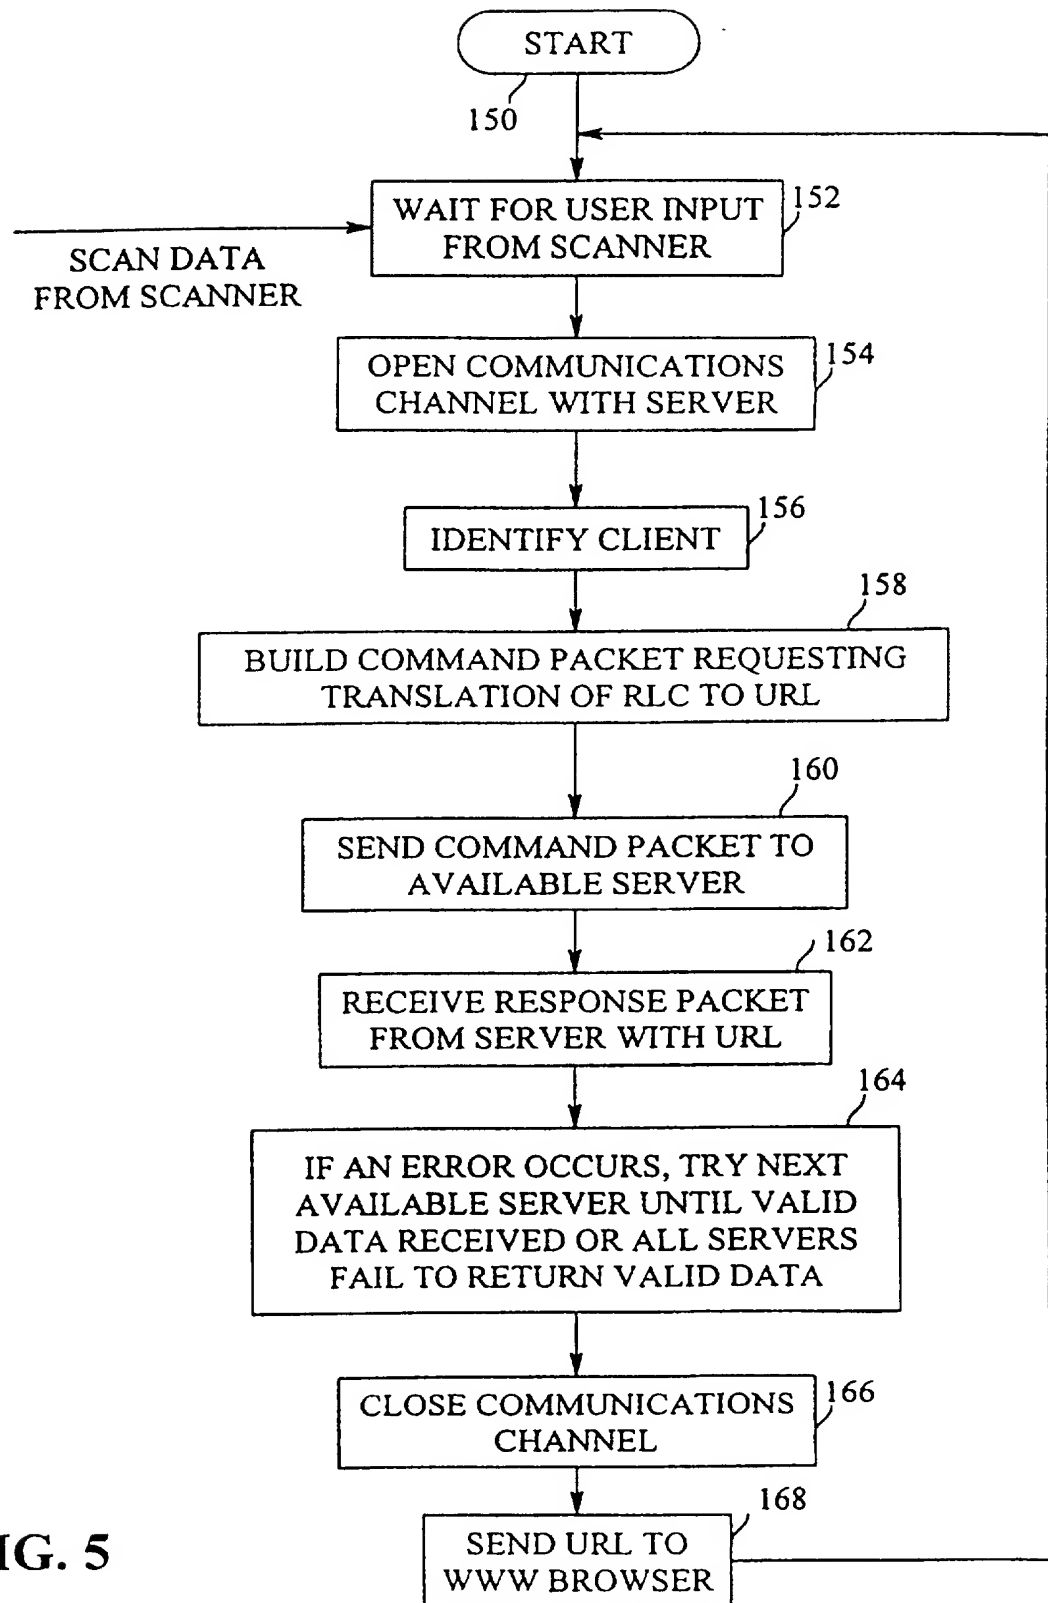 START
150
WAIT FOR USER INPUT
FROM SCANNER
152
SCAN DATA
FROM SCANNER
OPEN COMMUNICATIONS
CHANNEL WITH SERVER
154
IDENTIFY CLIENT
156
158
BUILD COMMAND PACKET REQUESTING
TRANSLATION OF RLC TO URL
160
SEND COMMAND PACKET TO
AVAILABLE SERVER
162
RECEIVE RESPONSE PACKET
FROM SERVER WITH URL
164
IF AN ERROR OCCURS, TRY NEXT
AVAILABLE SERVER UNTIL VALID
DATA RECEIVED OR ALL SERVERS
FAIL TO RETURN VALID DATA
CLOSE COMMUNICATIONS
CHANNEL
166
168
SEND URL TO
WWW BROWSER
IG. 5